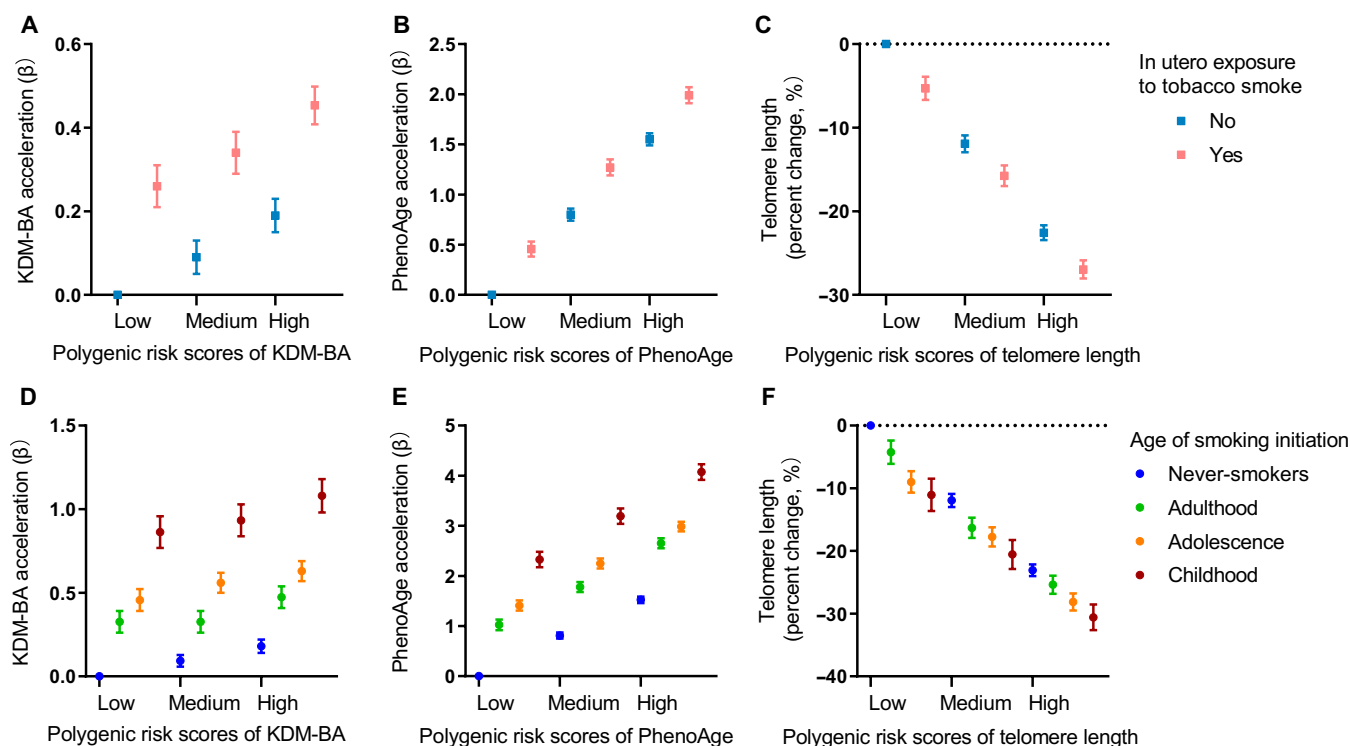 A
KDM-BA acceleration (β)
0.6
0.4
0.2
0.0
Low Medium High
Polygenic risk scores of KDM-BA
B
PhenoAge acceleration (β)
2.5
2.0
1.5
1.0
0.5
0.0
Low Medium High
Polygenic risk scores of PhenoAge
C
Telomere length
(percent change, %)
0
−10
−20
−30
Low Medium High
Polygenic risk scores of telomere length
In utero exposure
to tobacco smoke
No
Yes
D
KDM-BA acceleration (β)
1.5
1.0
0.5
0.0
Low Medium High
Polygenic risk scores of KDM-BA
E
PhenoAge acceleration (β)
5
4
3
2
1
0
Low Medium High
Polygenic risk scores of PhenoAge
F
Telomere length
(percent change, %)
0
−10
−20
−30
−40
Low Medium High
Polygenic risk scores of telomere length
Age of smoking initiation
Never-smokers
Adulthood
Adolescence
Childhood